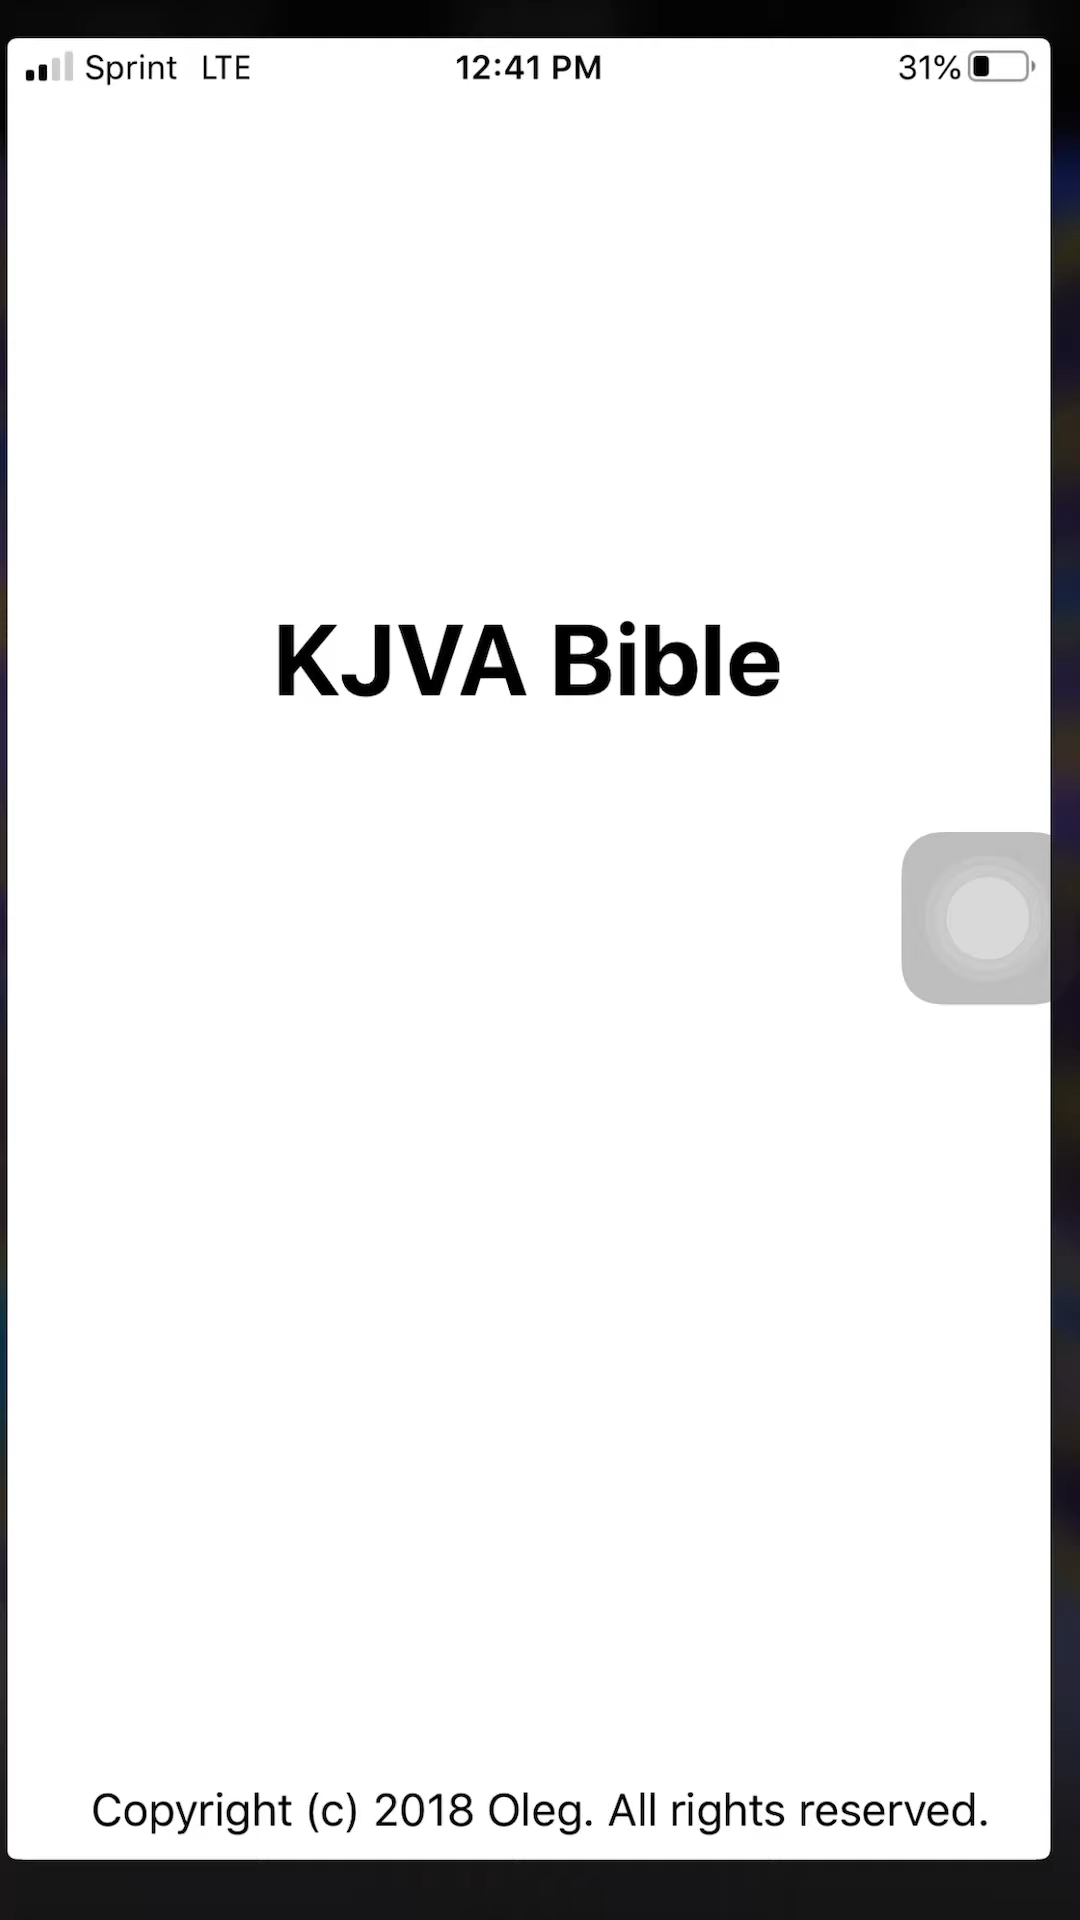 Sprint LTE 12:41 PM 31%
KJVA Bible
Copyright (c) 2018 Oleg. All rights reserved.